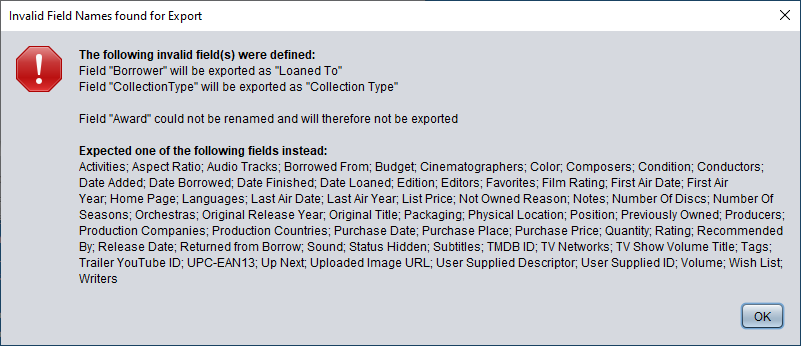 Invalid Field Names found for Export
The following invalid field(s) were defined:
Field "Borrower" will be exported as "Loaned To"
Field "CollectionType" will be exported as "Collection Type"
Field "Award" could not be renamed and will therefore not be exported
Expected one of the following fields instead:
Activities; Aspect Ratio; Audio Tracks; Borrowed From; Budget; Cinematographers; Color; Composers; Condition; Conductors;
Date Added; Date Borrowed; Date Finished; Date Loaned; Edition; Editors; Favorites; Film Rating; First Air Date; First Air
Year; Home Page; Languages; Last Air Date; Last Air Year; List Price; Not Owned Reason; Notes; Number Of Discs; Number Of
Seasons; Orchestras; Original Release Year; Original Title; Packaging; Physical Location; Position; Previously Owned; Producers;
Production Companies; Production Countries; Purchase Date; Purchase Place; Purchase Price; Quantity; Rating; Recommended
By; Release Date; Returned from Borrow; Sound; Status Hidden; Subtitles; TMDB ID; TV Networks; TV Show Volume Title; Tags;
Trailer YouTube ID; UPC-EAN13; Up Next; Uploaded Image URL; User Supplied Descriptor; User Supplied ID; Volume; Wish List;
Writers
OK